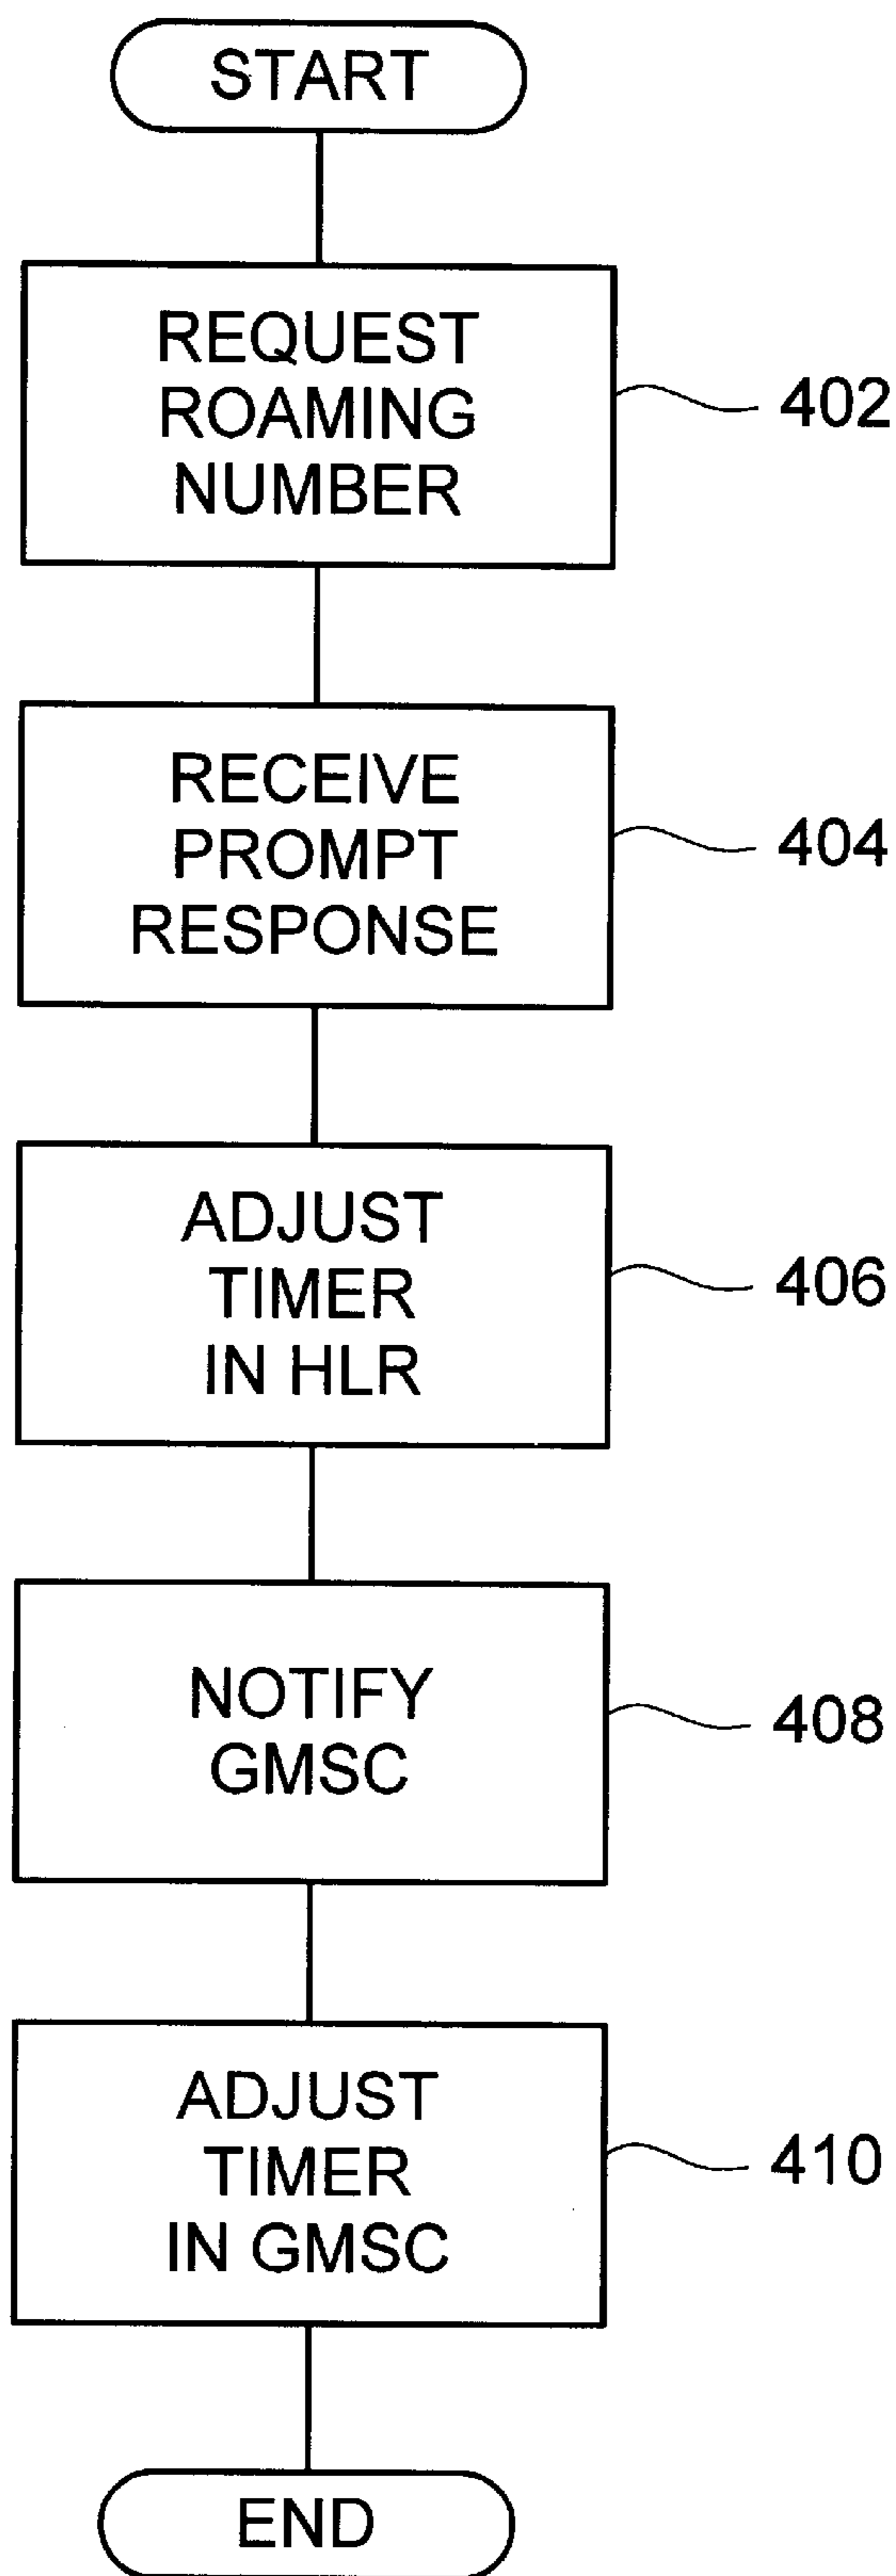 START
REQUEST
ROAMING
NUMBER
402
RECEIVE
PROMPT
RESPONSE
404
ADJUST
TIMER
IN HLR
406
NOTIFY
GMSC
408
ADJUST
TIMER
IN GMSC
410
END